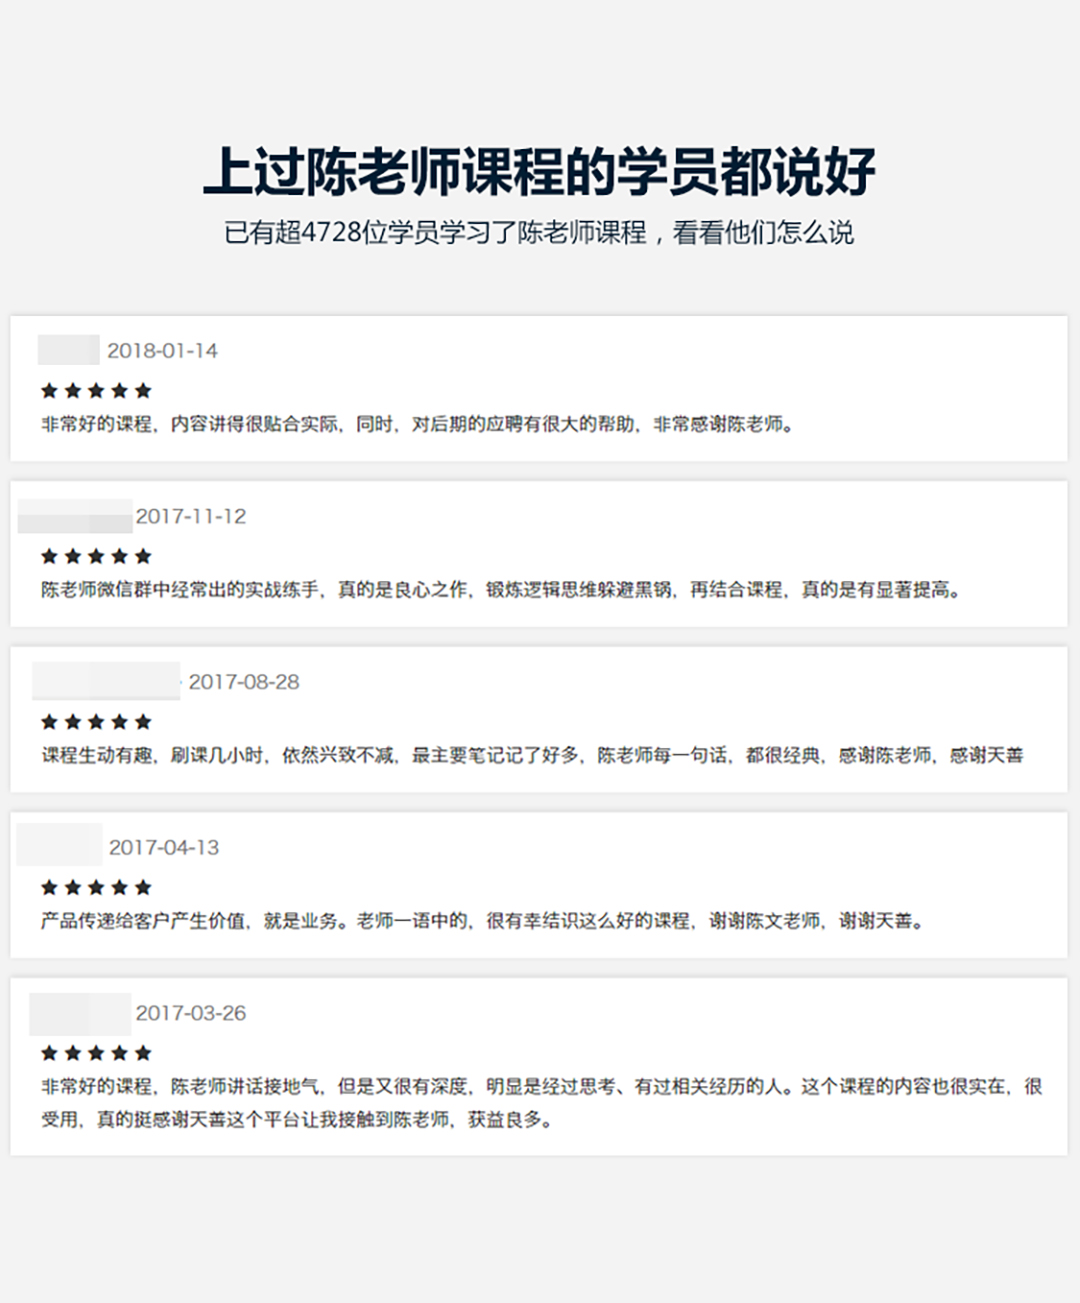 上过陈老师课程的学员都说好
已有超4728位学员学习了陈老师课程，看看他们怎么说
2018-01-14
★★★★★
非常好的课程，内容讲得很贴合实际，同时，对后期的应聘有很大的帮助，非常感谢陈老师。
2017-11-12
★★★★★
陈老师微信群中经常出的实战练手，真的是良心之作，锻炼逻辑思维躲避黑锅，再结合课程，真的是有显著提高。
2017-08-28
★★★★★
课程生动有趣，刷课几小时，依然兴致不减，最主要笔记记了好多，陈老师每一句话，都很经典，感谢陈老师，感谢天善
2017-04-13
★★★★★
产品传递给客户产生价值，就是业务。老师一语中的，很有幸结识这么好的课程，谢谢陈文老师，谢谢天善。
2017-03-26
★★★★★
非常好的课程，陈老师讲话接地气，但是又很有深度，明显是经过思考、有过相关经历的人。这个课程的内容也很实在，很
受用，真的挺感谢天善这个平台让我接触到陈老师，获益良多。